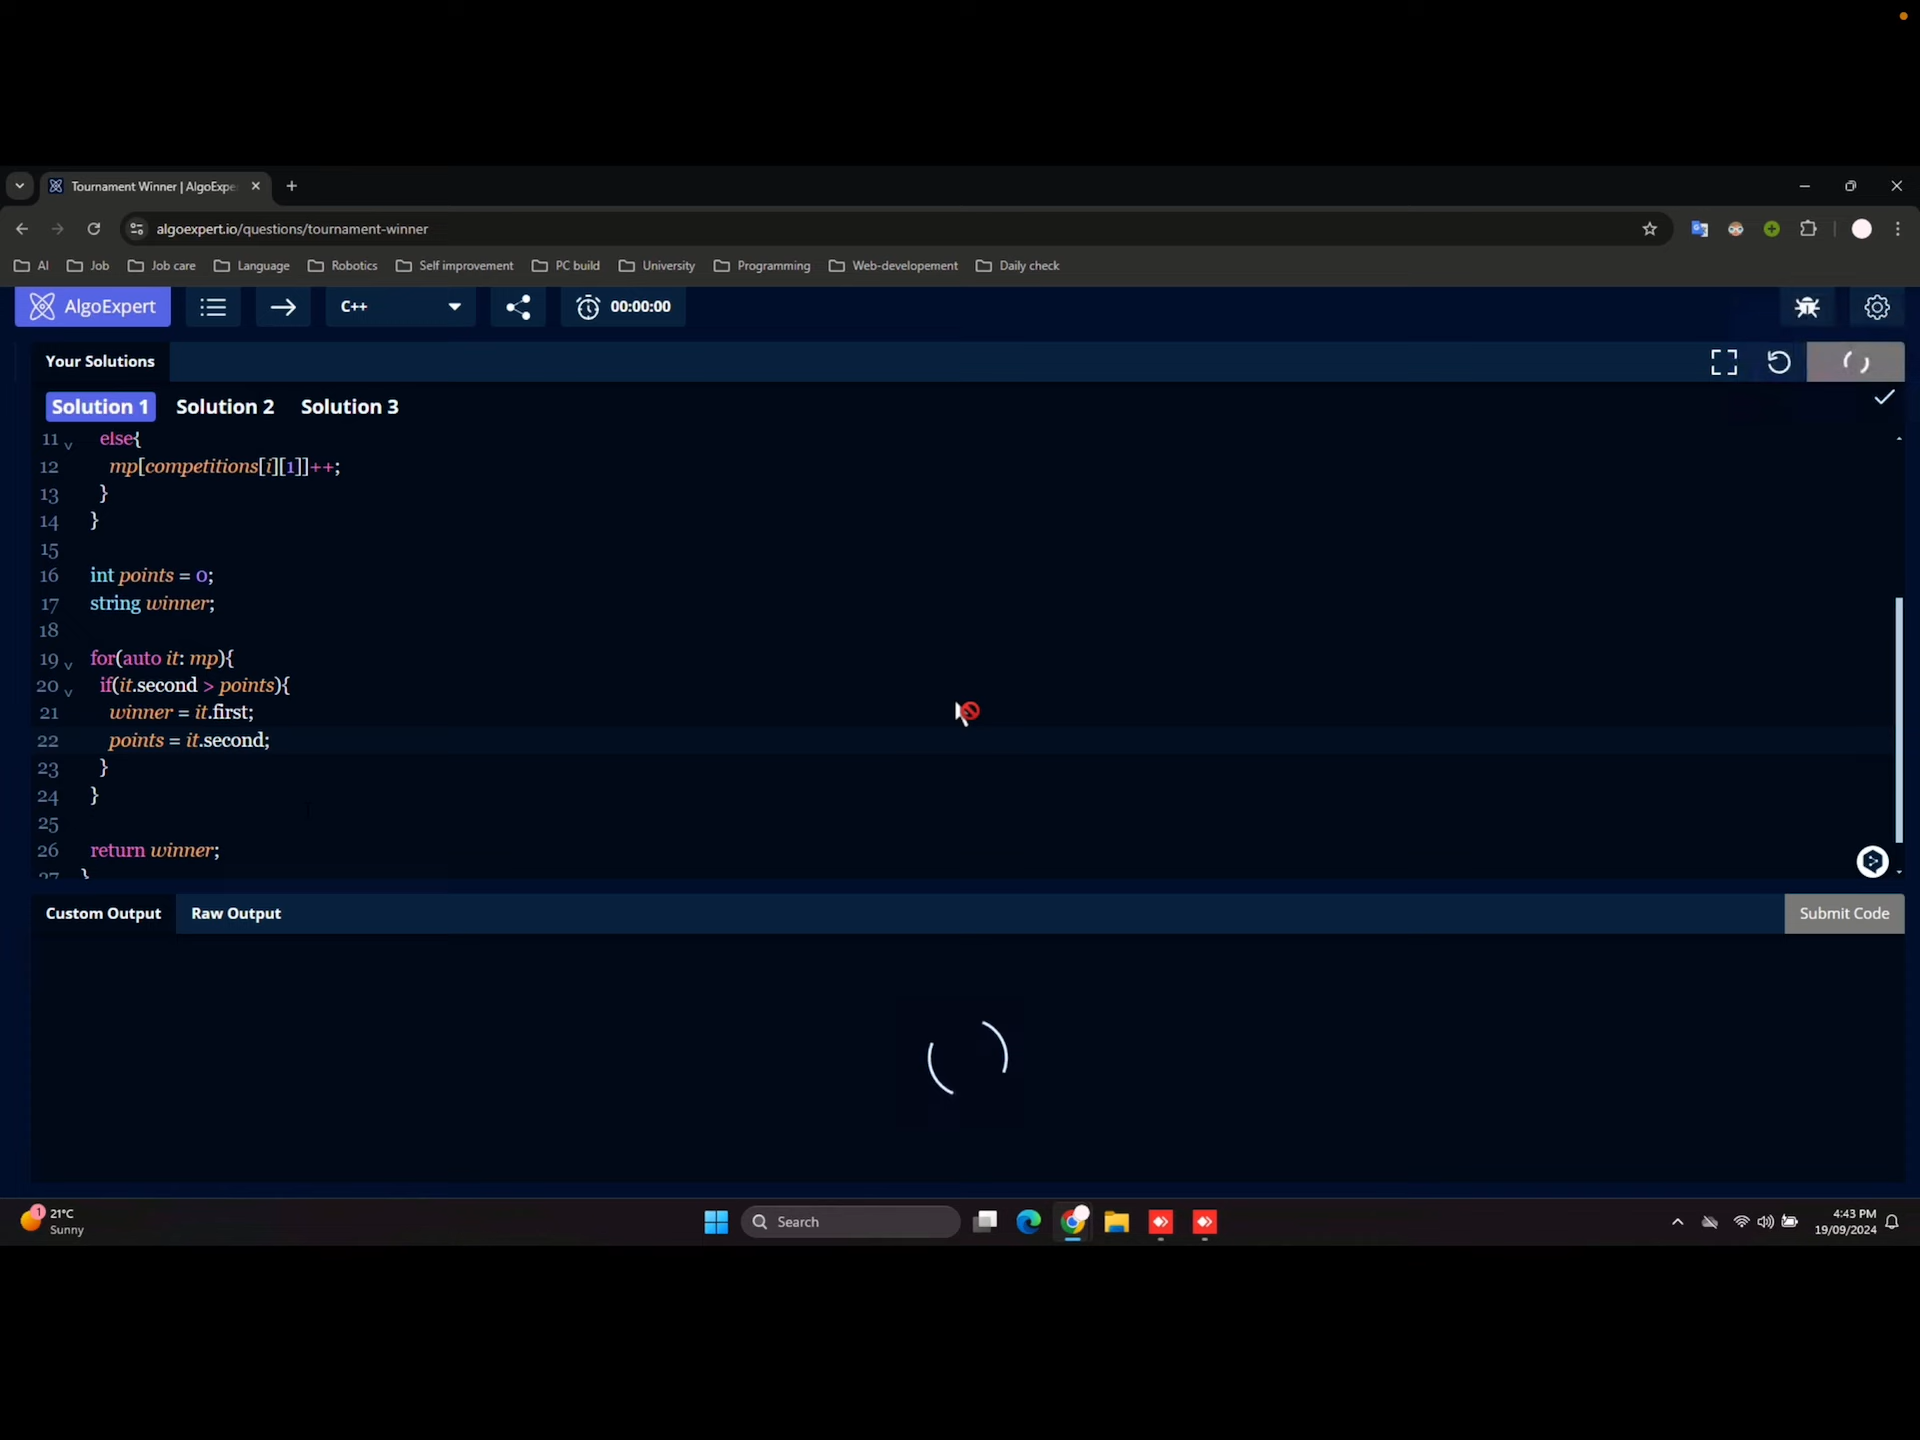 Tournament Winner | AlgoExpe
algoexpert.io/questions/tournament-winner
AI Job Job care Language Robotics Self improvement PC build University Programming Web-developement Daily check
AlgoExpert C++ 00:00:00
Your Solutions
Solution 1 Solution 2 Solution 3
11 else{
12 mp[competitions[i][1]]++;
13 }
14 }
15
16 int points = 0;
17 string winner;
18
19 for(auto it: mp){
20 if(it.second > points){
21 winner = it.first;
22 points = it.second;
23 }
24 }
25
26 return winner;
27 }
Custom Output Raw Output Submit Code
1
21°C
Sunny
Search
4:43 PM
19/09/2024